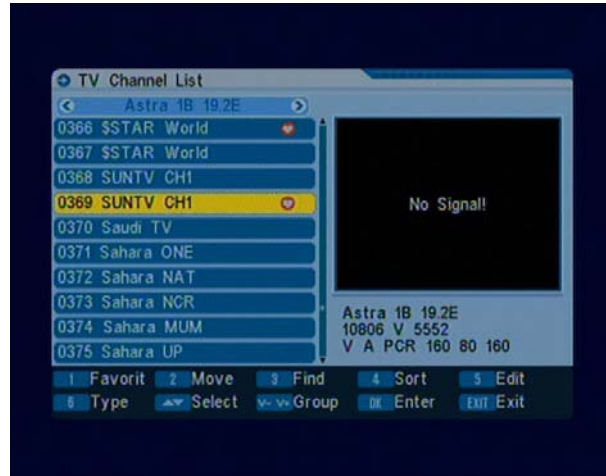 TV Channel List
Astra 1B 19.2E
0366 $STAR World
0367 $STAR World
0368 SUNTV CH1
0369 SUNTV CH1
0370 Saudi TV
0371 Sahara ONE
0372 Sahara NAT
0373 Sahara NCR
0374 Sahara MUM
0375 Sahara UP
No Signal!
Astra 1B 19.2E
10806 V 5552
V A PCR 160 80 160
1 Favorit 2 Move 3 Find 4 Sort 5 Edit
6 Type Select V- V+ Group OK Enter EXIT Exit